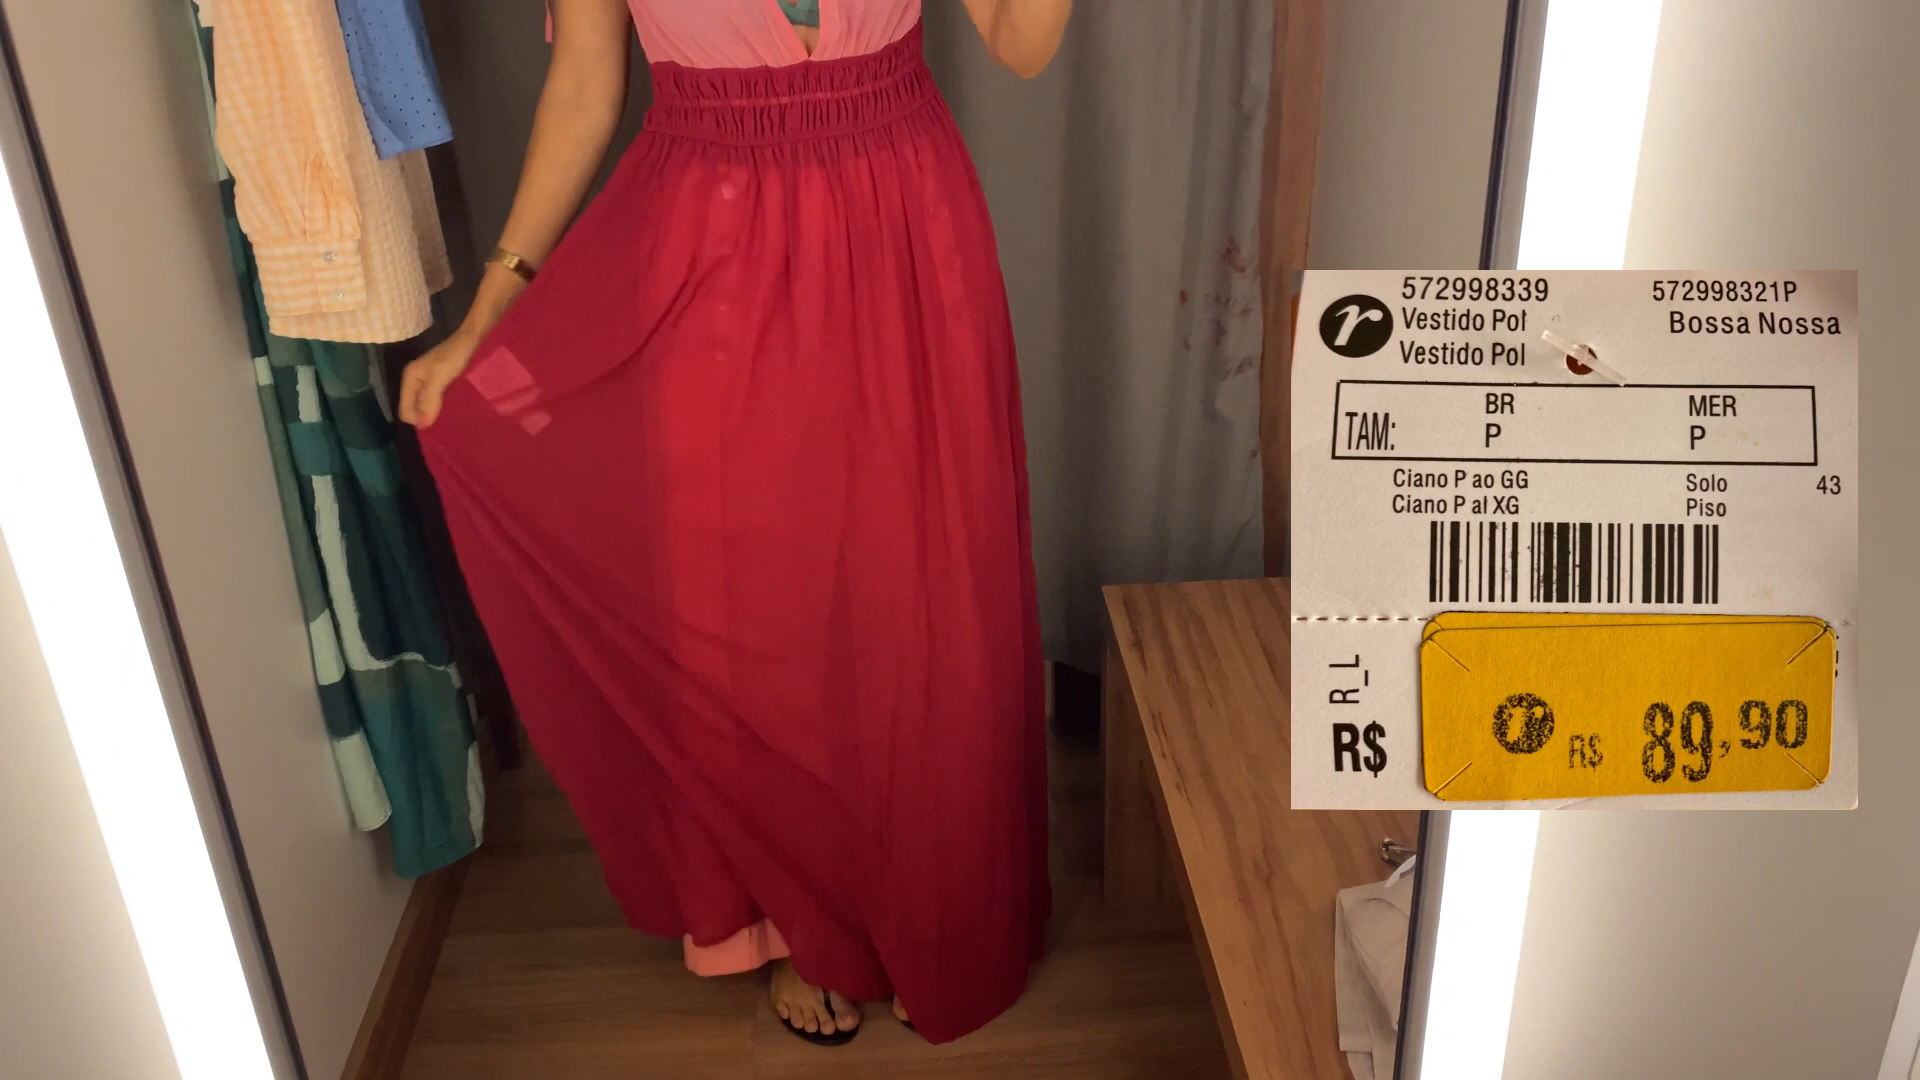 572998339 572998321P
r Vestido Pol Bossa Nossa
Vestido Pol
BR MER
TAM: P P
Ciano P ao GG Solo 43
Ciano P al XG Piso
R_L
R$ r R$ 89,90